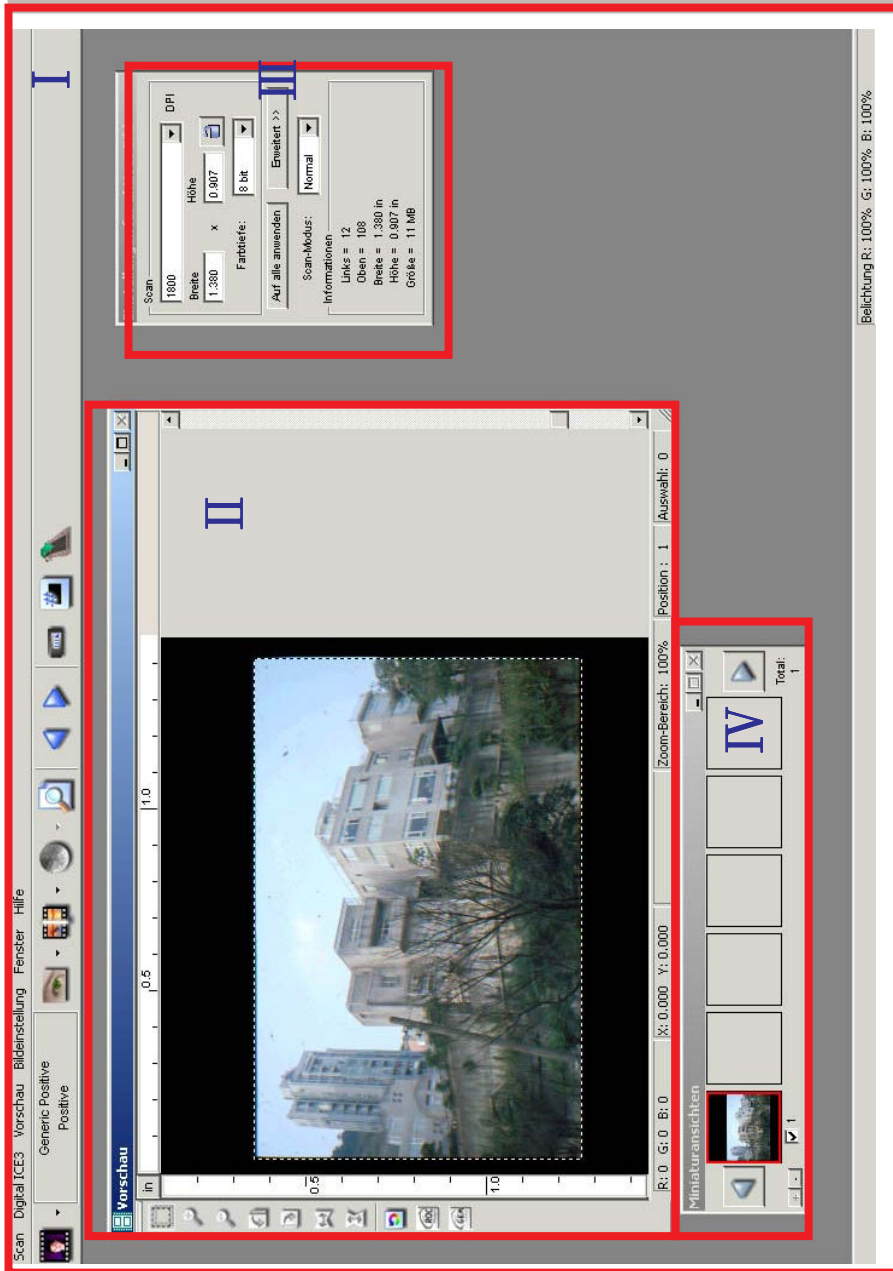 Scan Digital ICE3 Vorschau Bildeinstellung Fenster Hilfe
Generic Positive
Positive
I
Vorschau
in
0.5
1.0
0.5
1.0
II
R: 0 G: 0 B: 0 X: 0.000 Y: 0.000 Zoom-Bereich: 100% Position : 1 Auswahl: 0
ROC
GEM
Scan
1800 DPI
Breite Höhe
1.380 x 0.907
Farbtiefe: 8 bit
III
Auf alle anwenden Erweitert >>
Scan-Modus: Normal
Informationen
Links = 12
Oben = 108
Breite = 1.380 in
Höhe = 0.907 in
Größe = 11 MB
Miniaturansichten
IV
+ - 1
Total:
1
Belichtung R: 100% G: 100% B: 100%